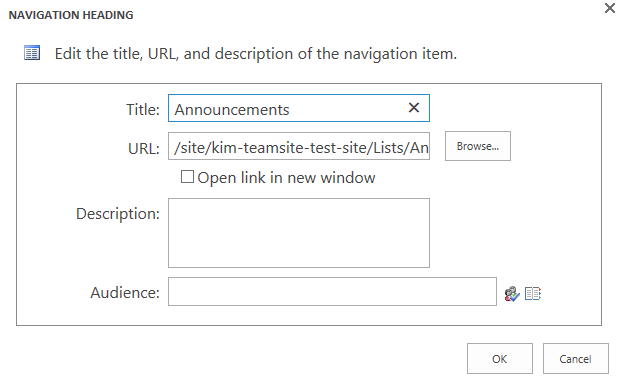 NAVIGATION HEADING
Edit the title, URL, and description of the navigation item.
Title: Announcements
URL: /site/kim-teamsite-test-site/Lists/An Browse...
Open link in new window
Description:
Audience:
OK Cancel